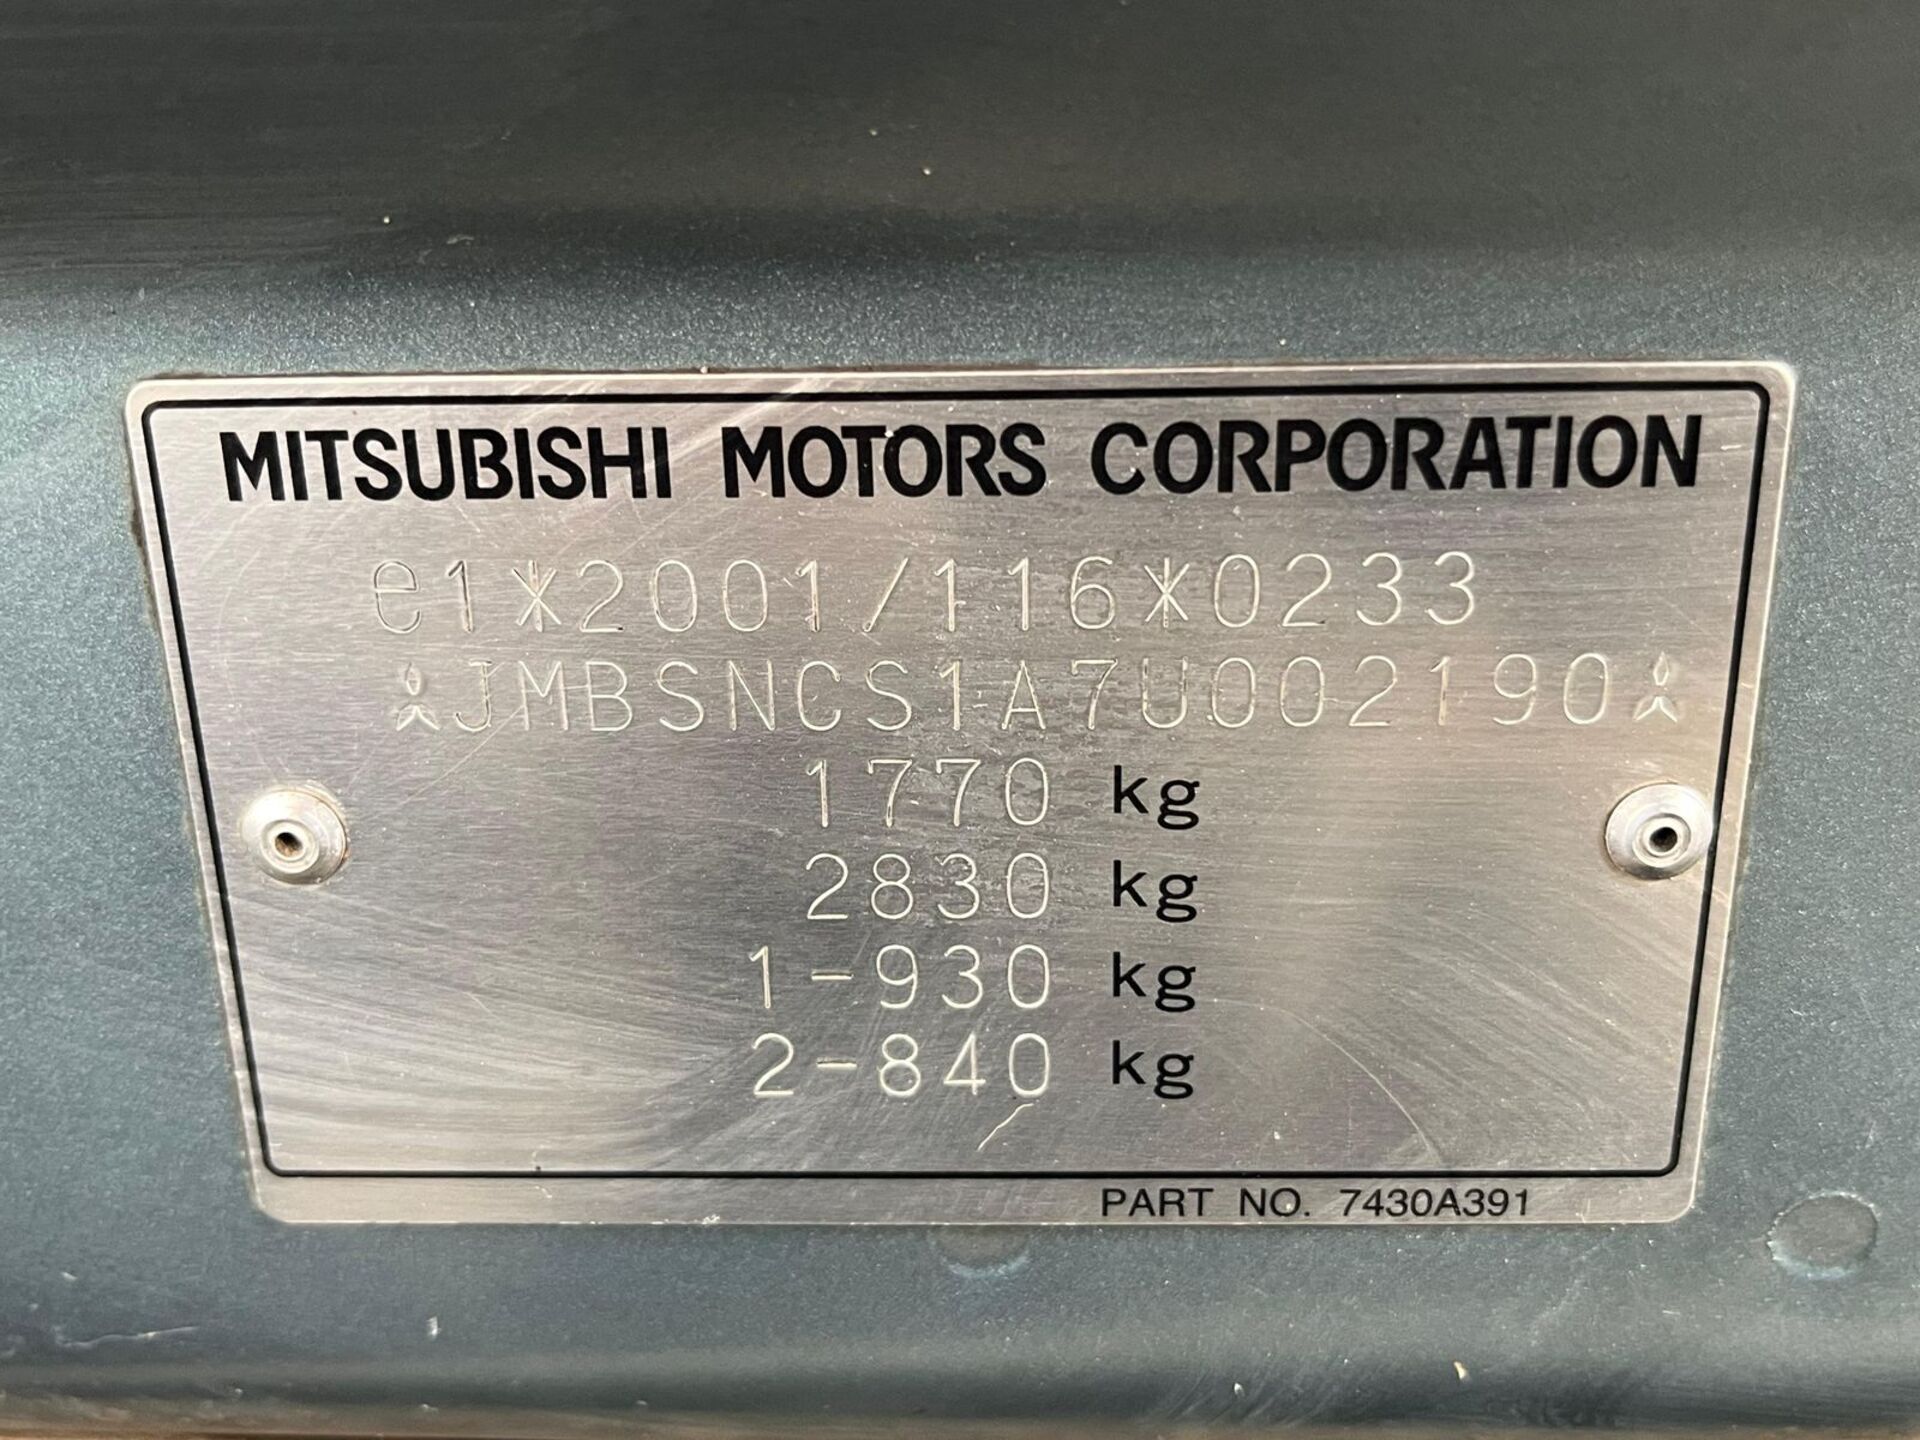 MITSUBISHI MOTORS CORPORATION
e1*2001/116*0233
JMBSNCS1A7U002190
1770 kg
2830 kg
1-930 kg
2-840 kg
PART NO. 7430A391